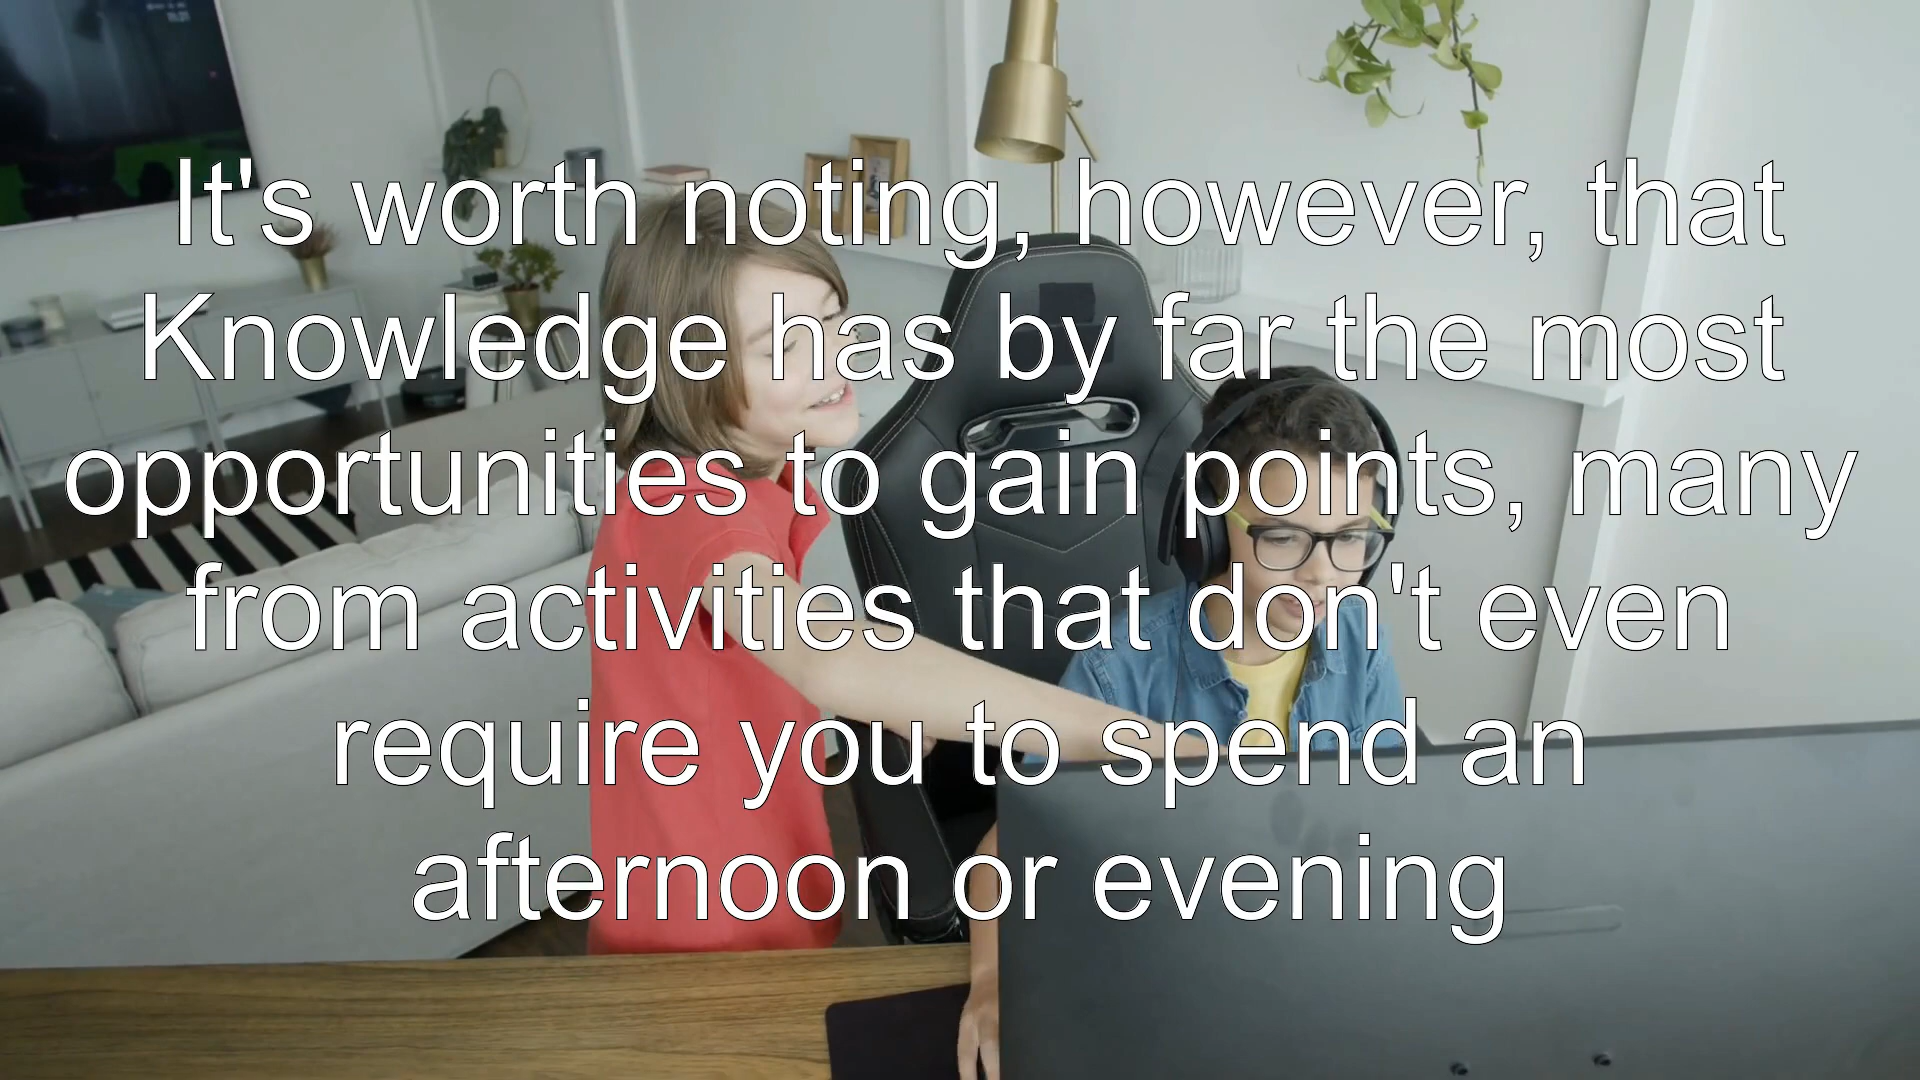 It's worth noting, however, that
Knowledge has by far the most
opportunities to gain points, many
from activities that don't even
require you to spend an
afternoon or evening